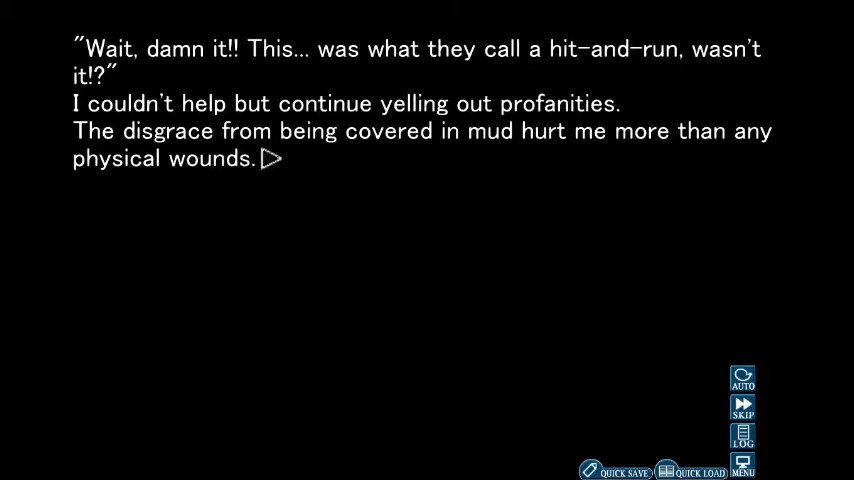 "Wait, damn it!! This... was what they call a hit-and-run, wasn't
it!?"
I couldn't help but continue yelling out profanities.
The disgrace from being covered in mud hurt me more than any
physical wounds.
AUTO
SKIP
LOG
MENU
QUICK SAVE
QUICK LOAD